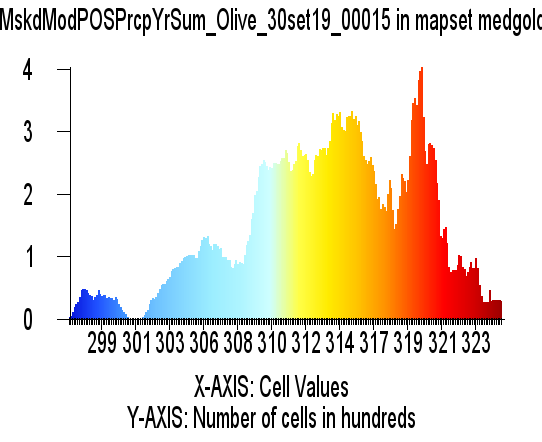 MskdModPOSPrcpYrSum_Olive_30set19_00015 in mapset medgold
4
3
2
1
0
299 301 303 306 308 310 312 314 317 319 321 323
X-AXIS: Cell Values
Y-AXIS: Number of cells in hundreds